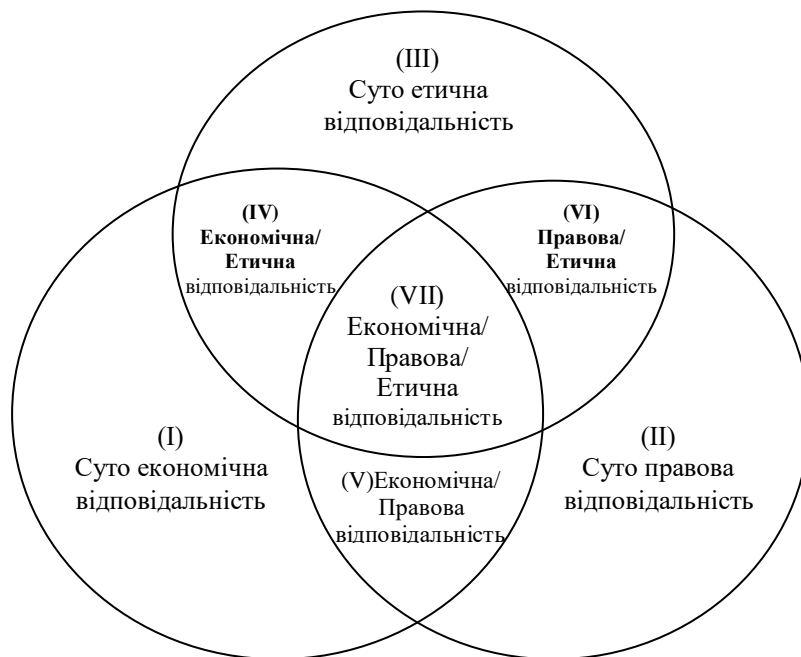 (III)
Суто етична
відповідальність
(IV)
Економічна/
Етична
відповідальність
(VI)
Правова/
Етична
відповідальність
(VII)
Економічна/
Правова/
Етична
відповідальність
(I)
Суто економічна
відповідальність
(II)
Суто правова
відповідальність
(V)Економічна/
Правова
відповідальність